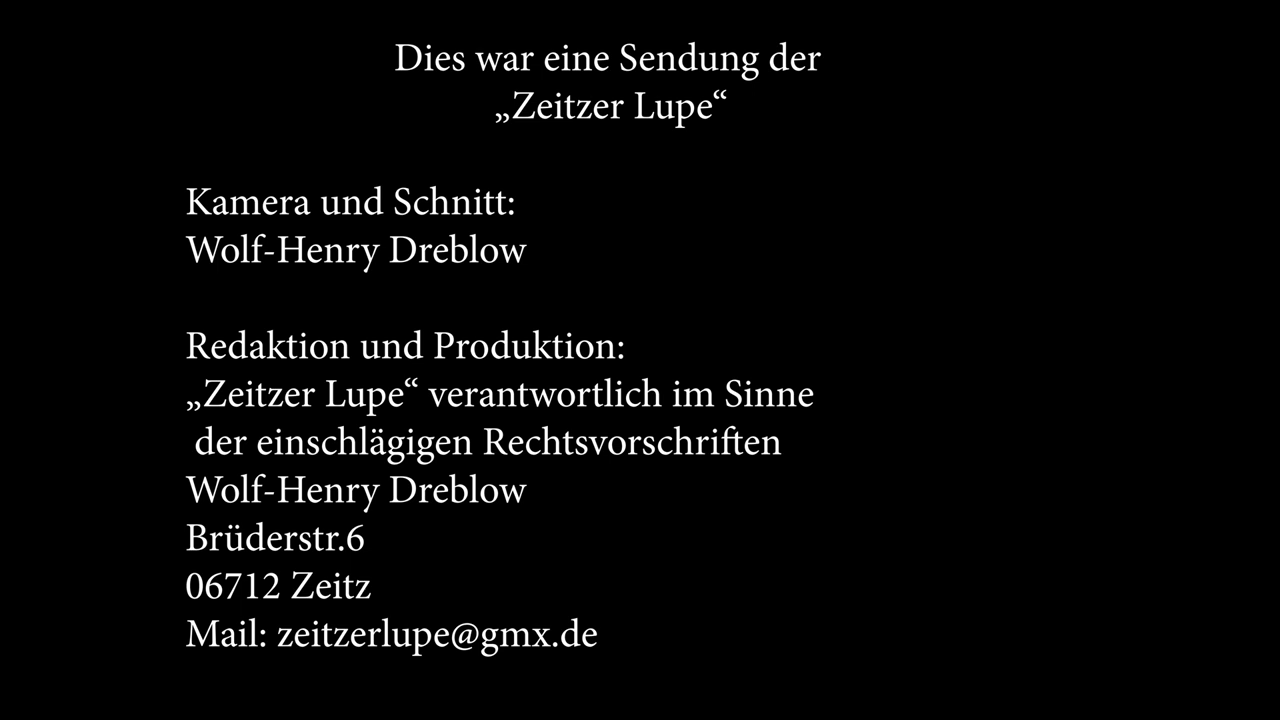 Dies war eine Sendung der
„Zeitzer Lupe“
Kamera und Schnitt:
Wolf-Henry Dreblow
Redaktion und Produktion:
„Zeitzer Lupe“ verantwortlich im Sinne
der einschlägigen Rechtsvorschriften
Wolf-Henry Dreblow
Brüderstr.6
06712 Zeitz
Mail: zeitzerlupe@gmx.de